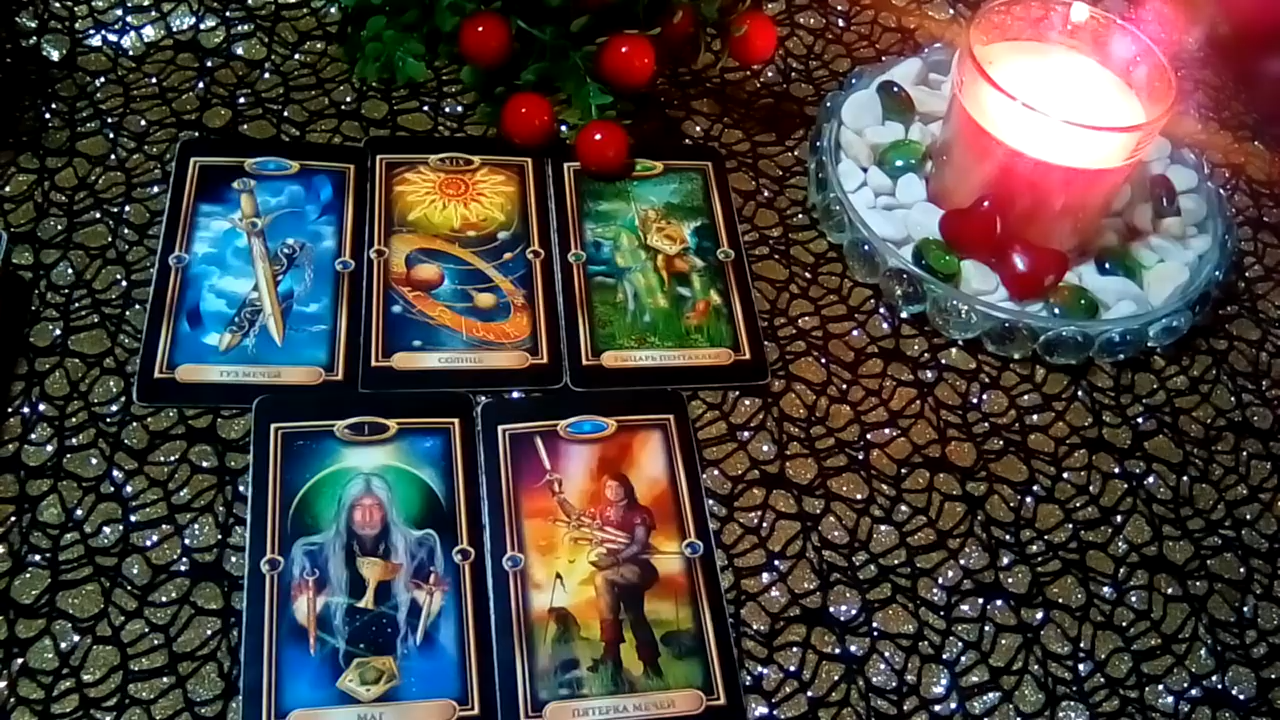 XIX
ТУЗ МЕЧЕЙ
СОЛНЦЕ
РЫЦАРЬ ПЕНТАКЛЕЙ
I
МАГ
ПЯТЕРКА МЕЧЕЙ